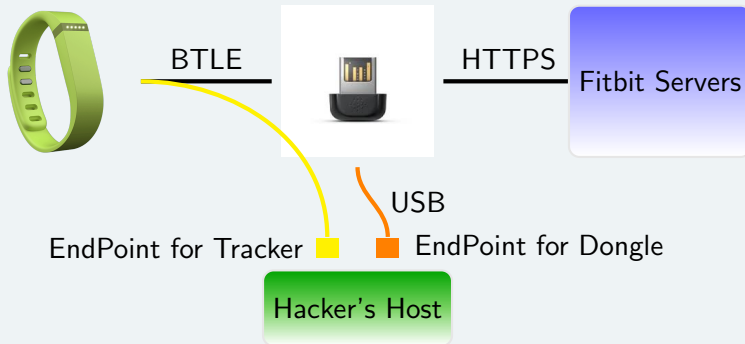 BTLE
HTTPS
Fitbit Servers
USB
EndPoint for Tracker
EndPoint for Dongle
Hacker's Host